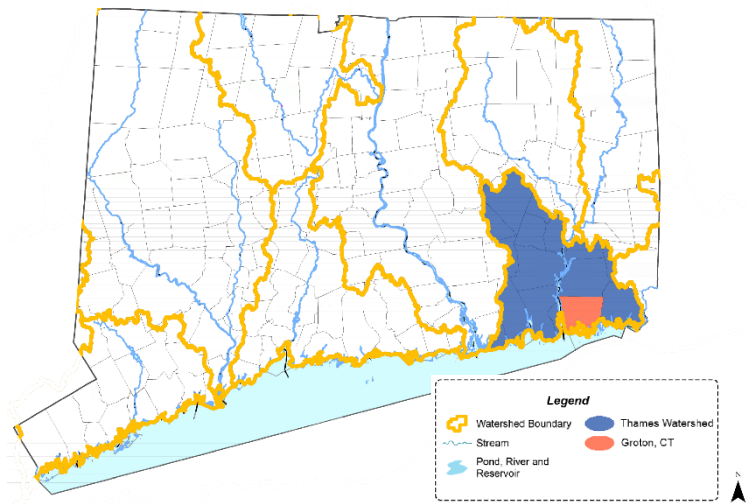 Legend
Watershed Boundary
Thames Watershed
Stream
Groton, CT
Pond, River and
Reservoir
N